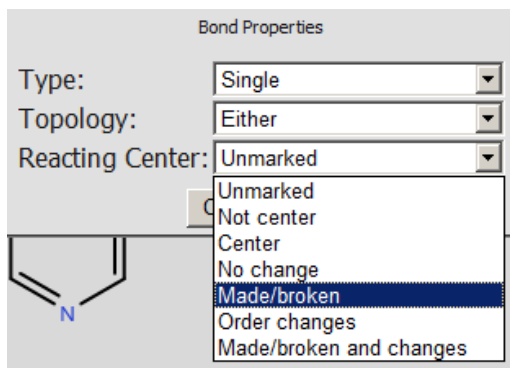 Bond Properties
Type: Single
Topology: Either
Reacting Center: Unmarked
Unmarked
Not center
Center
No change
Made/broken
Order changes
Made/broken and changes
N